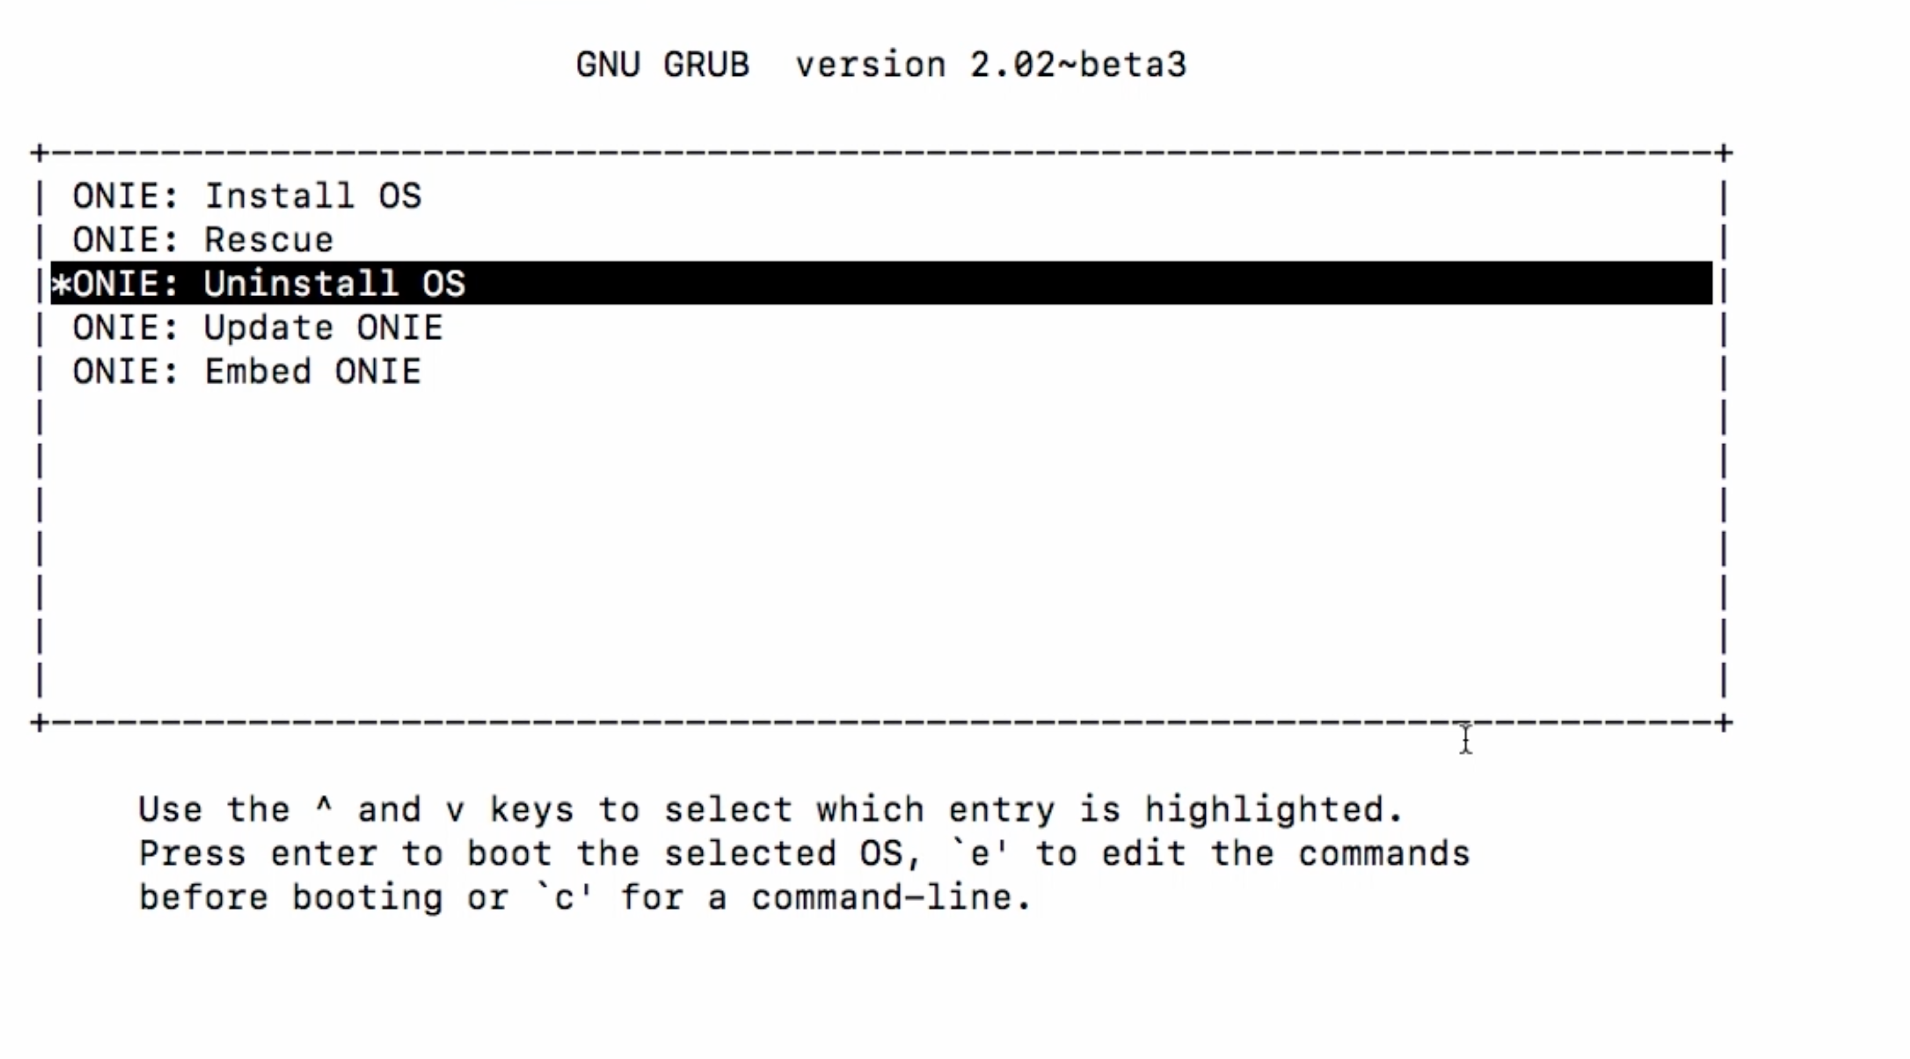 GNU GRUB  version 2.02~beta3
ONIE: Install OS
ONIE: Rescue
*ONIE: Uninstall OS
ONIE: Update ONIE
ONIE: Embed ONIE
Use the ^ and v keys to select which entry is highlighted.
Press enter to boot the selected OS, `e' to edit the commands
before booting or `c' for a command-line.